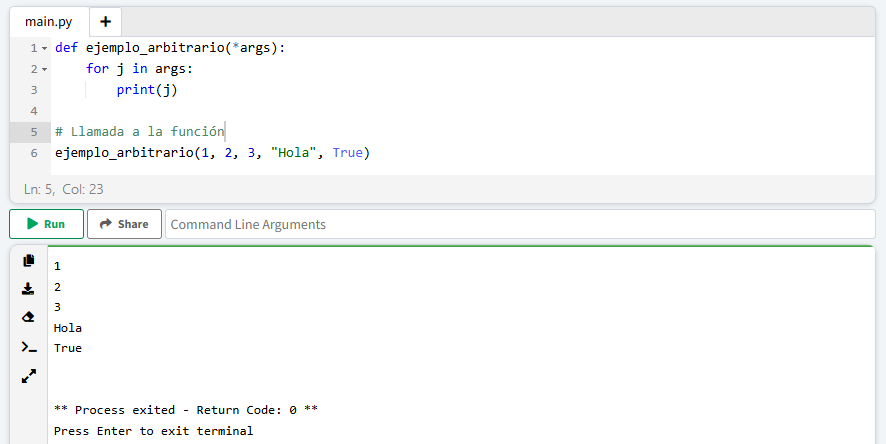 main.py +
1 def ejemplo_arbitrario(*args):
2     for j in args:
3         print(j)
4
5 # Llamada a la función
6 ejemplo_arbitrario(1, 2, 3, "Hola", True)
Ln: 5, Col: 23
Run Share Command Line Arguments
1
2
3
Hola
True
** Process exited - Return Code: 0 **
Press Enter to exit terminal